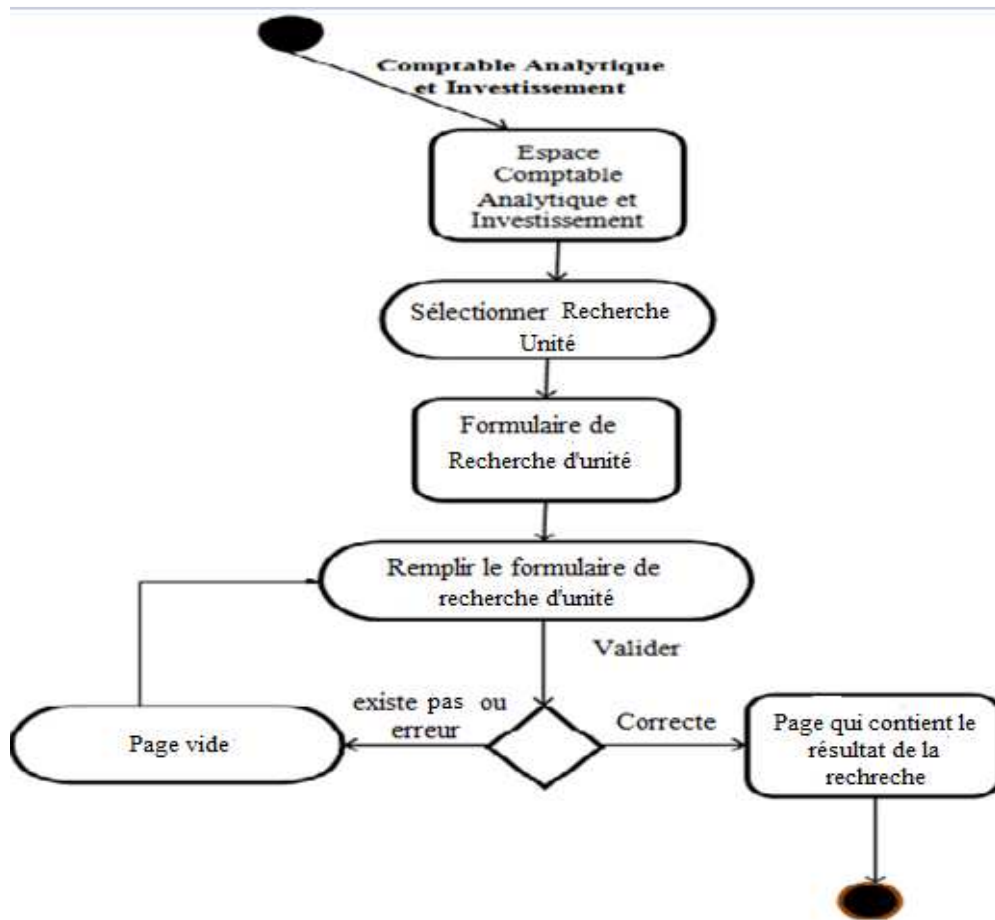 Comptable Analytique
et Investissement
Espace
Comptable
Analytique et
Investissement
Sélectionner Recherche
Unité
Formulaire de
Recherche d'unité
Remplir le formulaire de
recherche d'unité
Valider
existe pas ou
erreur
Correcte
Page vide
Page qui contient le
résultat de la
rechreche